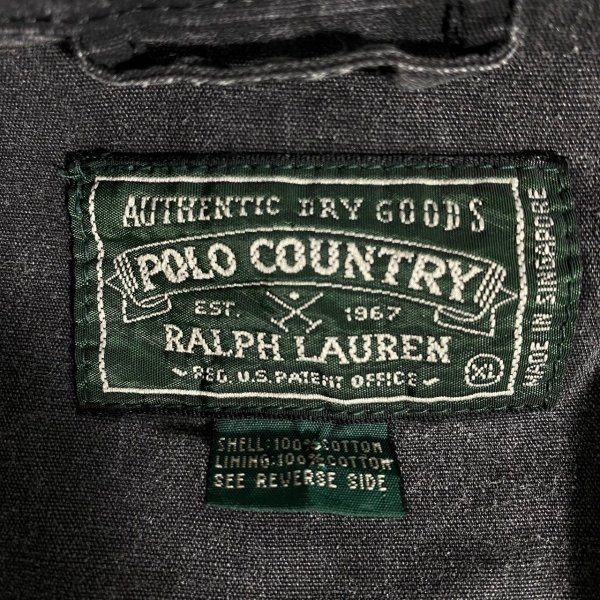 AUTHENTIC DRY GOODS
POLO COUNTRY
EST. 1967
RALPH LAUREN
REG. U.S. PATENT OFFICE
XL
MADE IN SINGAPORE
SHELL: 100% COTTON
LINING: 100% COTTON
SEE REVERSE SIDE